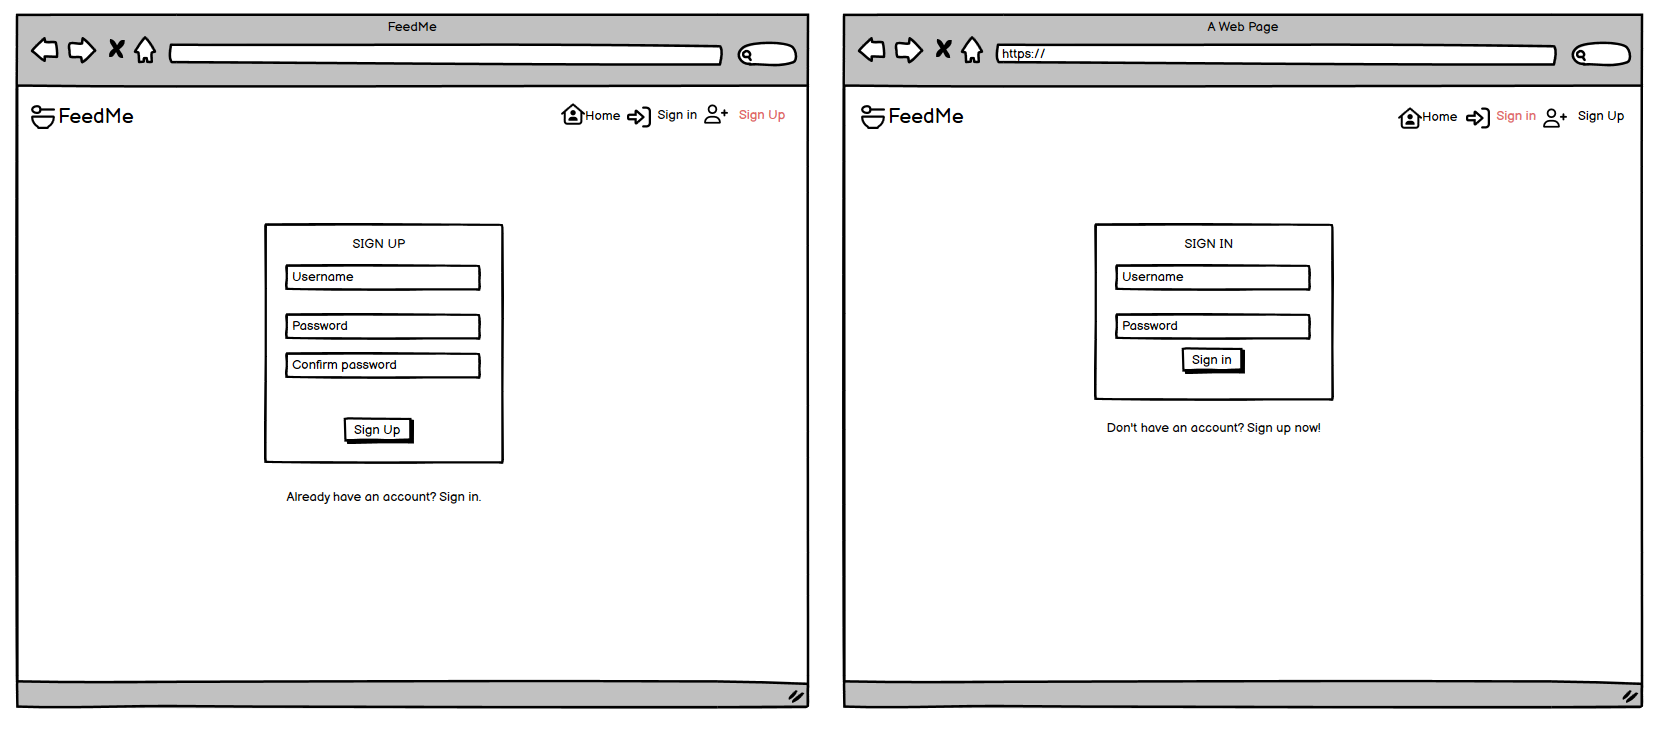 FeedMe
FeedMe
Home Sign in Sign Up
SIGN UP
Username
Password
Confirm password
Sign Up
Already have an account? Sign in.
A Web Page
https://
FeedMe
Home Sign in Sign Up
SIGN IN
Username
Password
Sign in
Don't have an account? Sign up now!